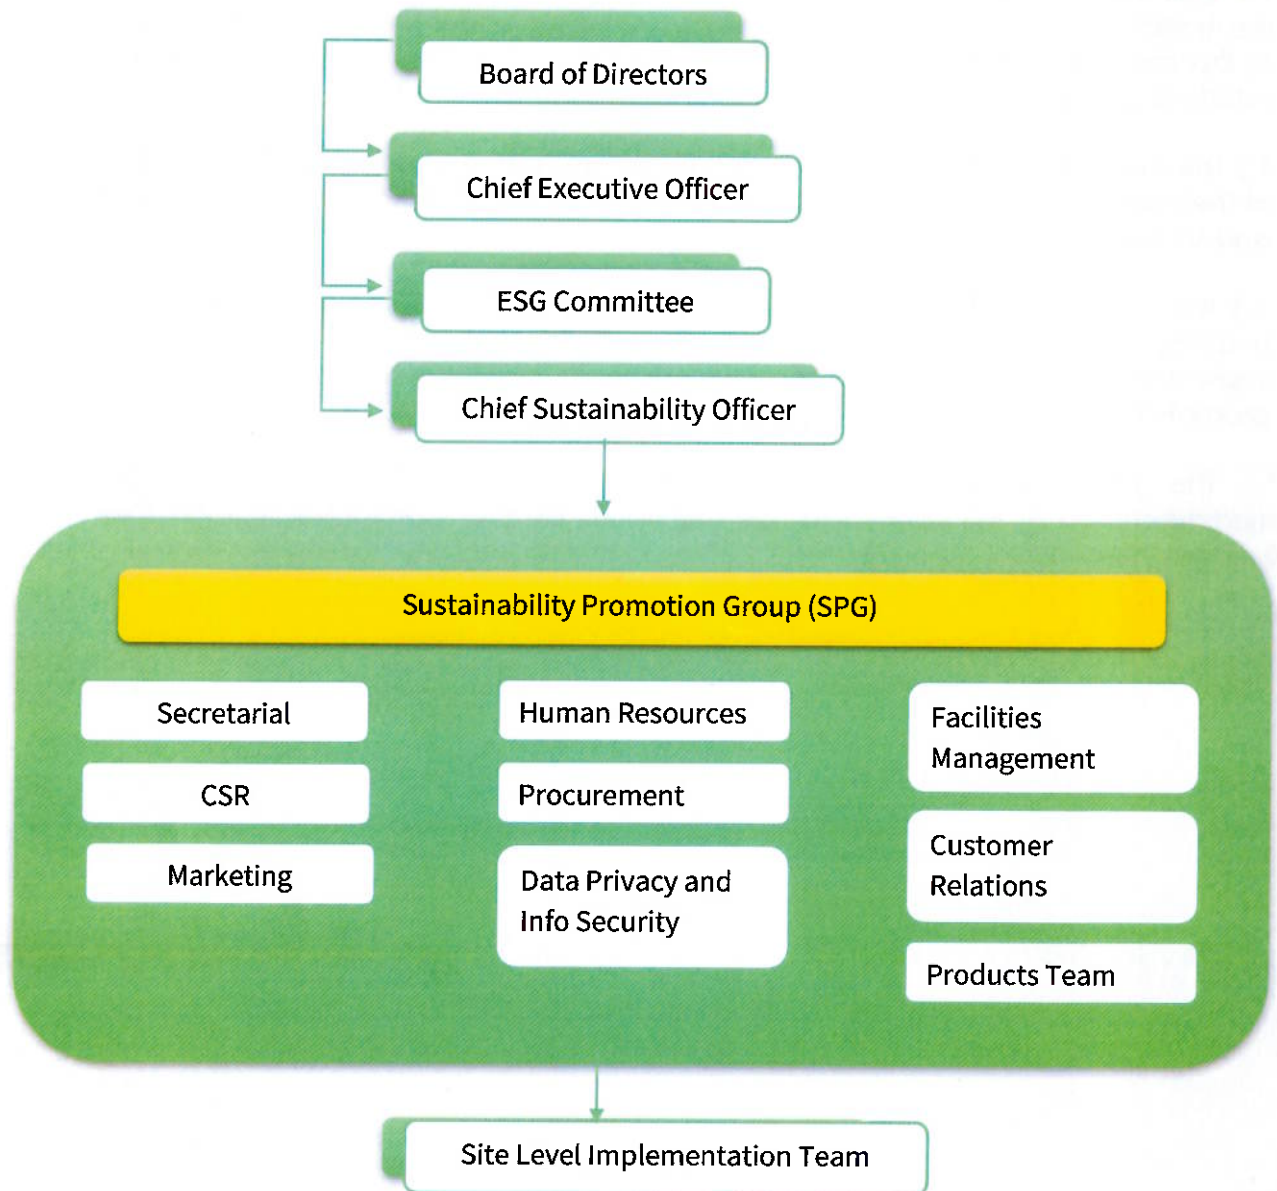 Board of Directors
Chief Executive Officer
ESG Committee
Chief Sustainability Officer
Sustainability Promotion Group (SPG)
Secretarial
CSR
Marketing
Human Resources
Procurement
Data Privacy and
Info Security
Facilities
Management
Customer
Relations
Products Team
Site Level Implementation Team